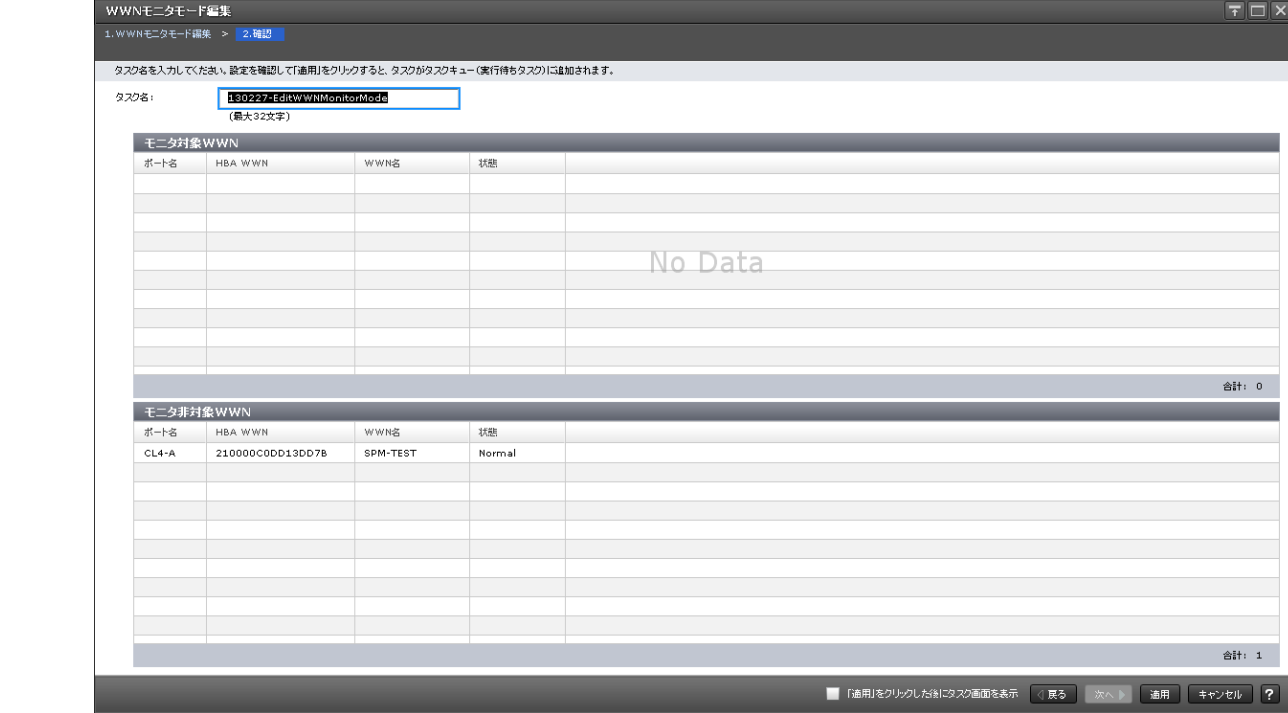 WWNモニタモード編集
1.WWNモニタモード編集 > 2.確認
タスク名を入力してください。設定を確認して「適用」をクリックすると、タスクがタスクキュー(実行待ちタスク)に追加されます。
タスク名: 130227-EditWWNMonitorMode
(最大32文字)
モニタ対象WWN
ポート名 HBA WWN WWN名 状態
No Data
合計: 0
モニタ非対象WWN
ポート名 HBA WWN WWN名 状態
CL4-A 210000C0DD13DD7B SPM-TEST Normal
合計: 1
「適用」をクリックした後にタスク画面を表示 戻る 次へ 適用 キャンセル ?